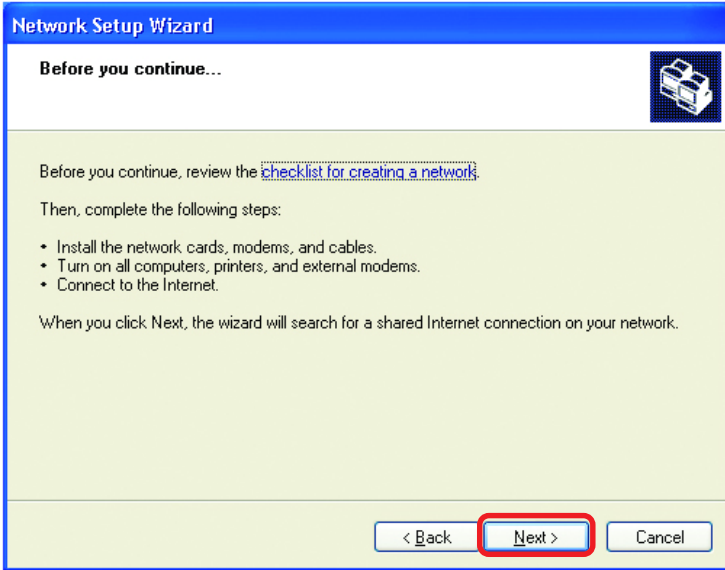 Network Setup Wizard
Before you continue...
Before you continue, review the checklist for creating a network.
Then, complete the following steps:
• Install the network cards, modems, and cables.
• Turn on all computers, printers, and external modems.
• Connect to the Internet.
When you click Next, the wizard will search for a shared Internet connection on your network.
< Back Next > Cancel